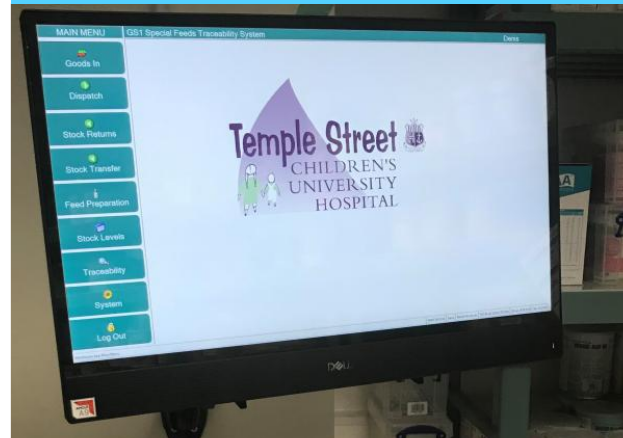 MAIN MENU
GS1 Special Feeds Traceability System
Goods In
Dispatch
Stock Returns
Stock Transfer
Feed Preparation
Stock Levels
Traceability
System
Log Out
Temple Street
CHILDREN'S
UNIVERSITY
HOSPITAL
DELL
AA